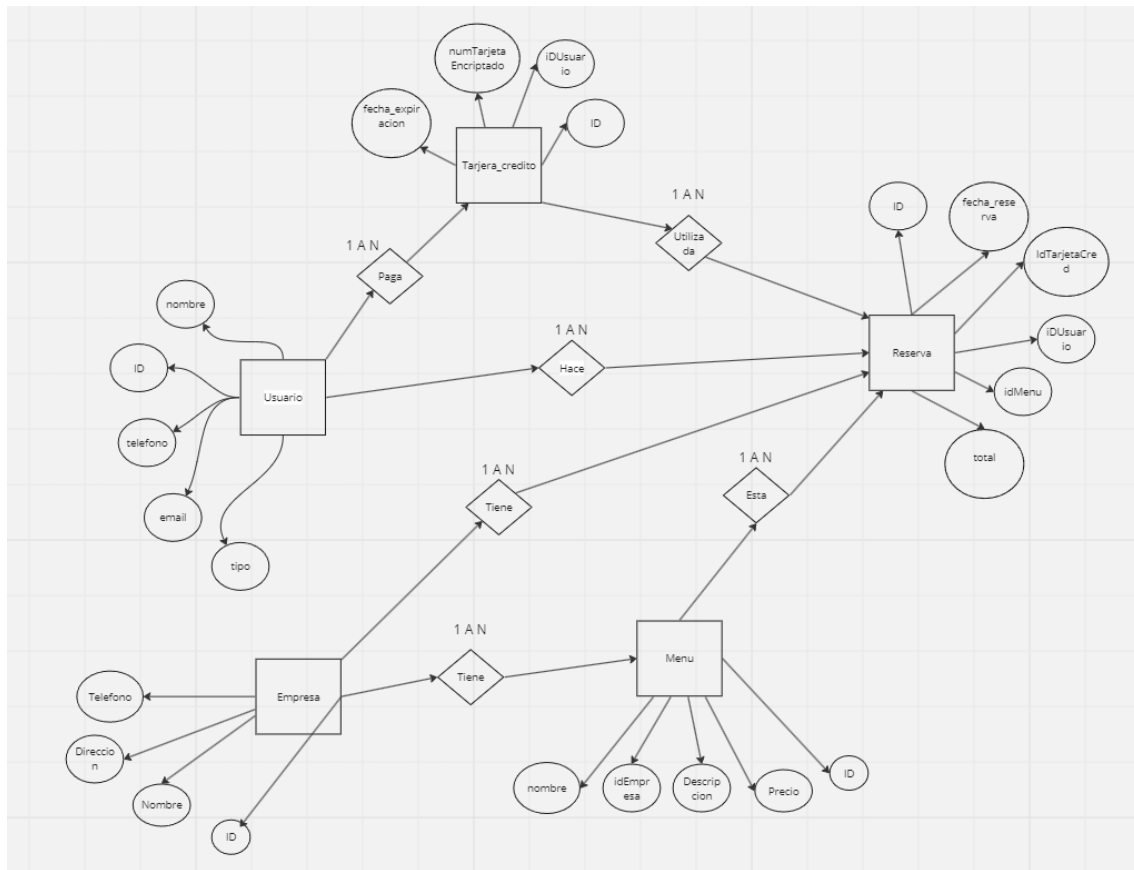 numTarjeta
Encriptado
iDUsuar
io
fecha_expir
acion
ID
Tarjera_credito
1 A N
Utiliza
da
ID
fecha_rese
rva
IdTarjetaCre
d
1 A N
Paga
nombre
1 A N
Hace
Reserva
iDUsua
rio
ID
Usuario
idMenu
telefono
total
1 A N
Tiene
1 A N
Esta
email
tipo
1 A N
Tiene
Menu
Telefono
Empresa
Direccio
n
Nombre
ID
nombre
idEmpr
esa
Descrip
cion
Precio
ID